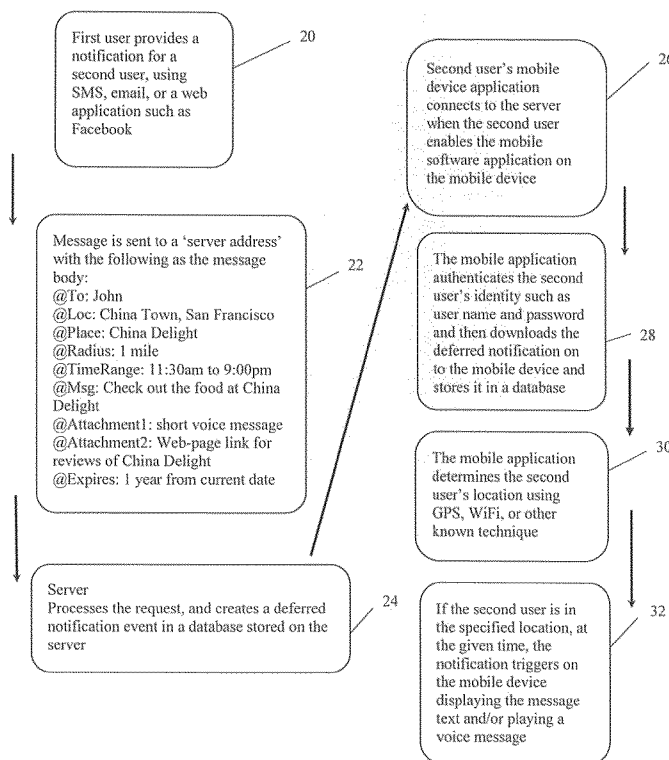 First user provides a
notification for a
second user, using
SMS, email, or a web
application such as
Facebook
20
Message is sent to a 'server address'
with the following as the message
body:
@To: John
@Loc: China Town, San Francisco
@Place: China Delight
@Radius: 1 mile
@TimeRange: 11:30am to 9:00pm
@Msg: Check out the food at China
Delight
@Attachment1: short voice message
@Attachment2: Web-page link for
reviews of China Delight
@Expires: 1 year from current date
22
Server
Processes the request, and creates a deferred
notification event in a database stored on the
server
24
Second user's mobile
device application
connects to the server
when the second user
enables the mobile
software application on
the mobile device
The mobile application
authenticates the second
user's identity such as
user name and password
and then downloads the
deferred notification on
to the mobile device and
stores it in a database
28
The mobile application
determines the second
user's location using
GPS, WiFi, or other
known technique
30
If the second user is in
the specified location, at
the given time, the
notification triggers on
the mobile device
displaying the message
text and/or playing a
voice message
32